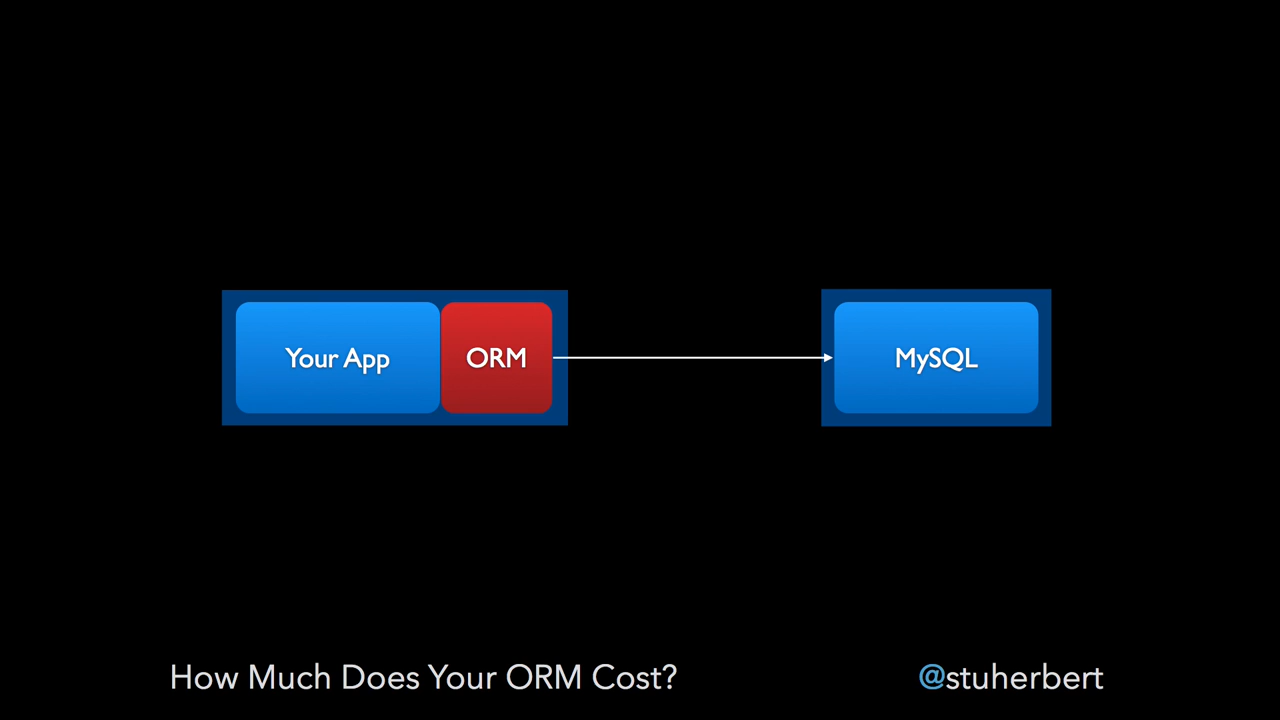 Your App
ORM
MySQL
How Much Does Your ORM Cost?
@stuherbert